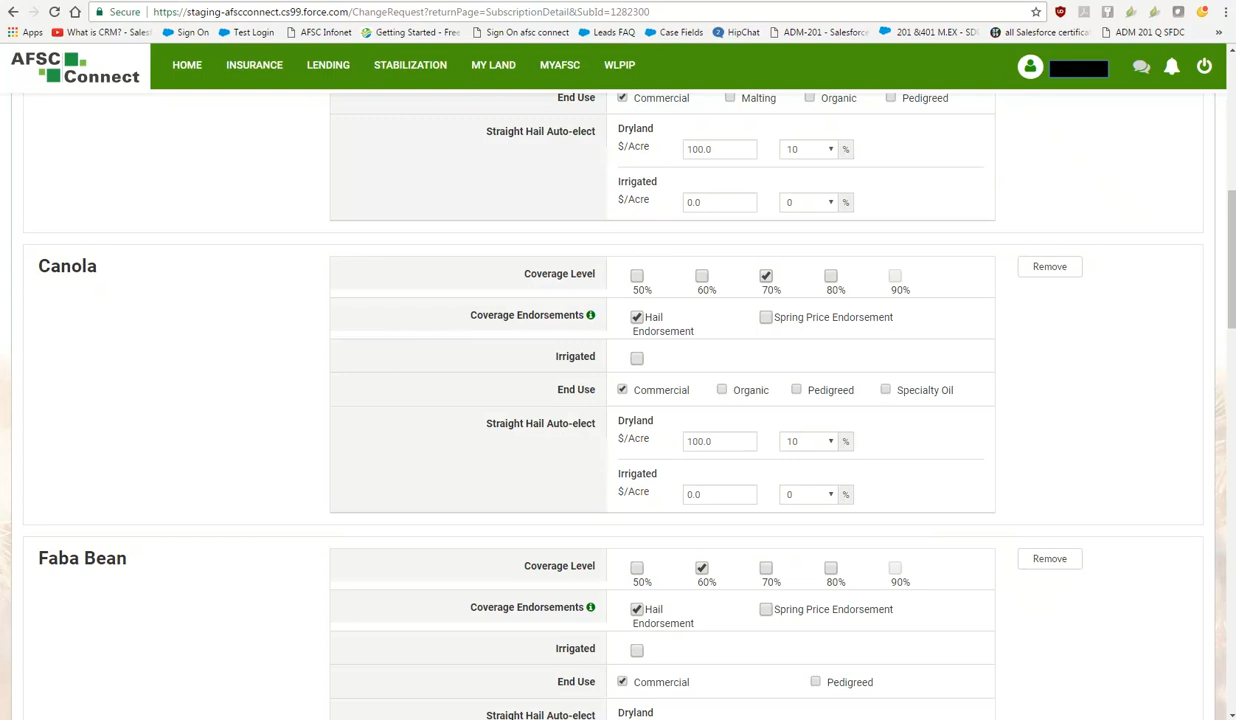 Secure https://staging-afscconnect.cs99.force.com/ChangeRequest?returnPage=SubscriptionDetail&SubId=1282300
Apps What is CRM? - Sales Sign On Test Login AFSC Infonet Getting Started - Fre Sign On afsc connect Leads FAQ Case Fields HipChat ADM-201 - Salesforce 201 &401 M.EX - SD all Salesforce certifica ADM 201 Q SFDC
AFSC Connect
HOME INSURANCE LENDING STABILIZATION MY LAND MYAFSC WLPIP
End Use Commercial Malting Organic Pedigreed
Straight Hail Auto-elect Dryland
$/Acre 100.0 10 %
Irrigated
$/Acre 0.0 0 %
Canola Coverage Level Remove
50% 60% 70% 80% 90%
Coverage Endorsements Hail Spring Price Endorsement
Endorsement
Irrigated
End Use Commercial Organic Pedigreed Specialty Oil
Straight Hail Auto-elect Dryland
$/Acre 100.0 10 %
Irrigated
$/Acre 0.0 0 %
Faba Bean Coverage Level Remove
50% 60% 70% 80% 90%
Coverage Endorsements Hail Spring Price Endorsement
Endorsement
Irrigated
End Use Commercial Pedigreed
Straight Hail Auto-elect Dryland